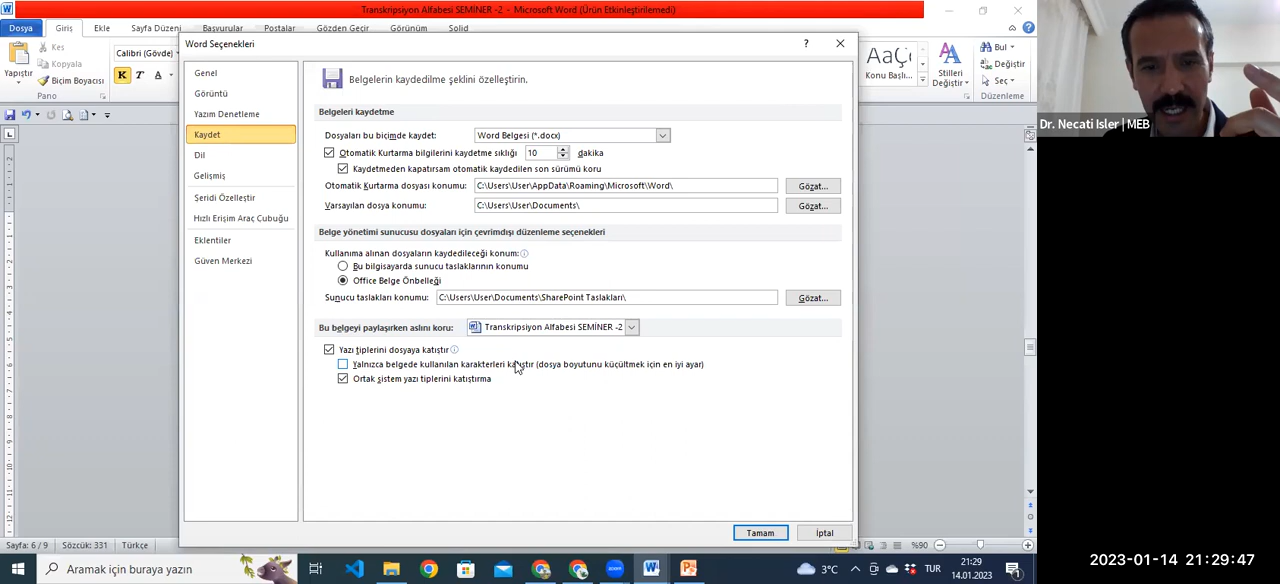 Transkripsiyon Alfabesi SEMİNER -2 - Microsoft Word (Ürün Etkinleştirilemedi)
Dosya Giriş Ekle Sayfa Düzeni Başvurular Postalar Gözden Geçir Görünüm Solid
Kes
Kopyala
Biçim Boyacısı
Yapıştır
Pano
Calibri (Gövde)
K T A
AaÇç
Konu Başlı...
Stilleri
Değiştir
Bul
Değiştir
Seç
Düzenleme
Word Seçenekleri
Genel
Görüntü
Yazım Denetleme
Kaydet
Dil
Gelişmiş
Şeridi Özelleştir
Hızlı Erişim Araç Çubuğu
Eklentiler
Güven Merkezi
Belgelerin kaydedilme şeklini özelleştirin.
Belgeleri kaydetme
Dosyaları bu biçimde kaydet: Word Belgesi (*.docx)
Otomatik Kurtarma bilgilerini kaydetme sıklığı 10 dakika
Kaydetmeden kapatırsam otomatik kaydedilen son sürümü koru
Otomatik Kurtarma dosyası konumu: C:\Users\User\AppData\Roaming\Microsoft\Word\ Gözat...
Varsayılan dosya konumu: C:\Users\User\Documents\ Gözat...
Belge yönetimi sunucusu dosyaları için çevrimdışı düzenleme seçenekleri
Kullanıma alınan dosyaların kaydedileceği konum:
Bu bilgisayarda sunucu taslaklarının konumu
Office Belge Önbelleği
Sunucu taslakları konumu: C:\Users\User\Documents\SharePoint Taslakları\ Gözat...
Bu belgeyi paylaşırken aslını koru: Transkripsiyon Alfabesi SEMİNER -2
Yazı tiplerini dosyaya katıştır
Yalnızca belgede kullanılan karakterleri katıştır (dosya boyutunu küçültmek için en iyi ayar)
Ortak sistem yazı tiplerini katıştırma
Tamam İptal
Dr. Necati Isler | MEB
Sayfa: 6 / 9 Sözcük: 331 Türkçe %90
Aramak için buraya yazın
zoom
3°C TUR 21:29
14.01.2023
2023-01-14 21:29:47